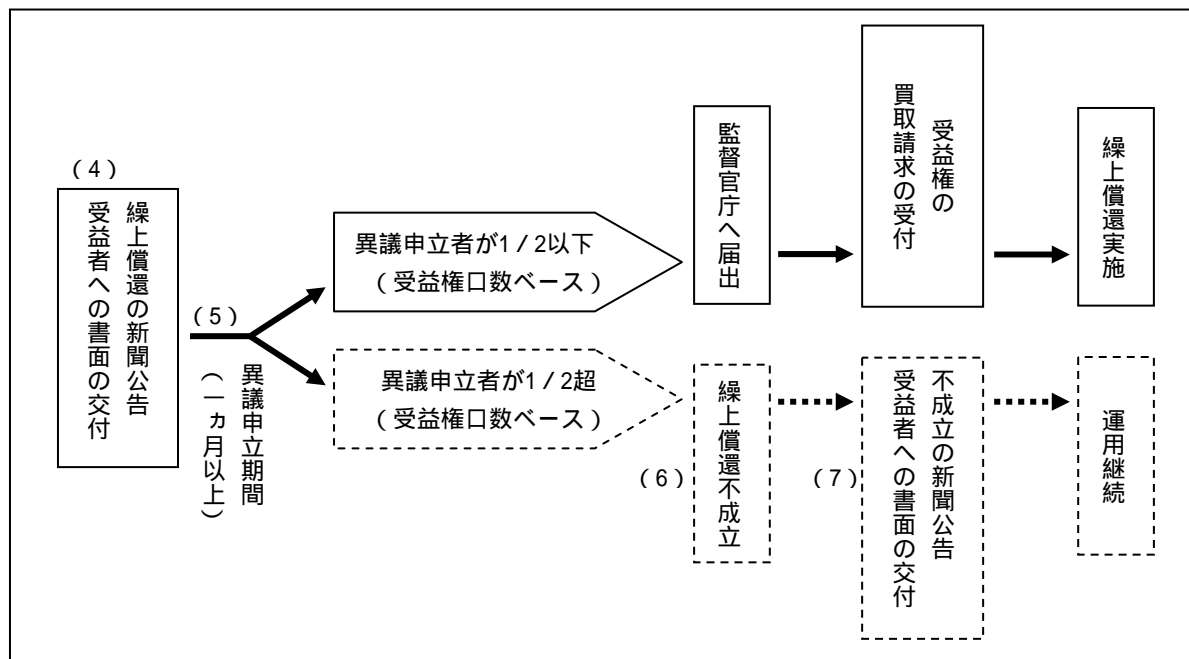 （４）
繰上償還の新聞公告
受益者への書面の交付
（５）
異議申立期間
（一ヵ月以上）
異議申立者が1／2以下
（受益権口数ベース）
監督官庁へ届出
受益権の
買取請求の受付
繰上償還実施
異議申立者が1／2超
（受益権口数ベース）
（６）
繰上償還不成立
（７）
不成立の新聞公告
受益者への書面の交付
運用継続